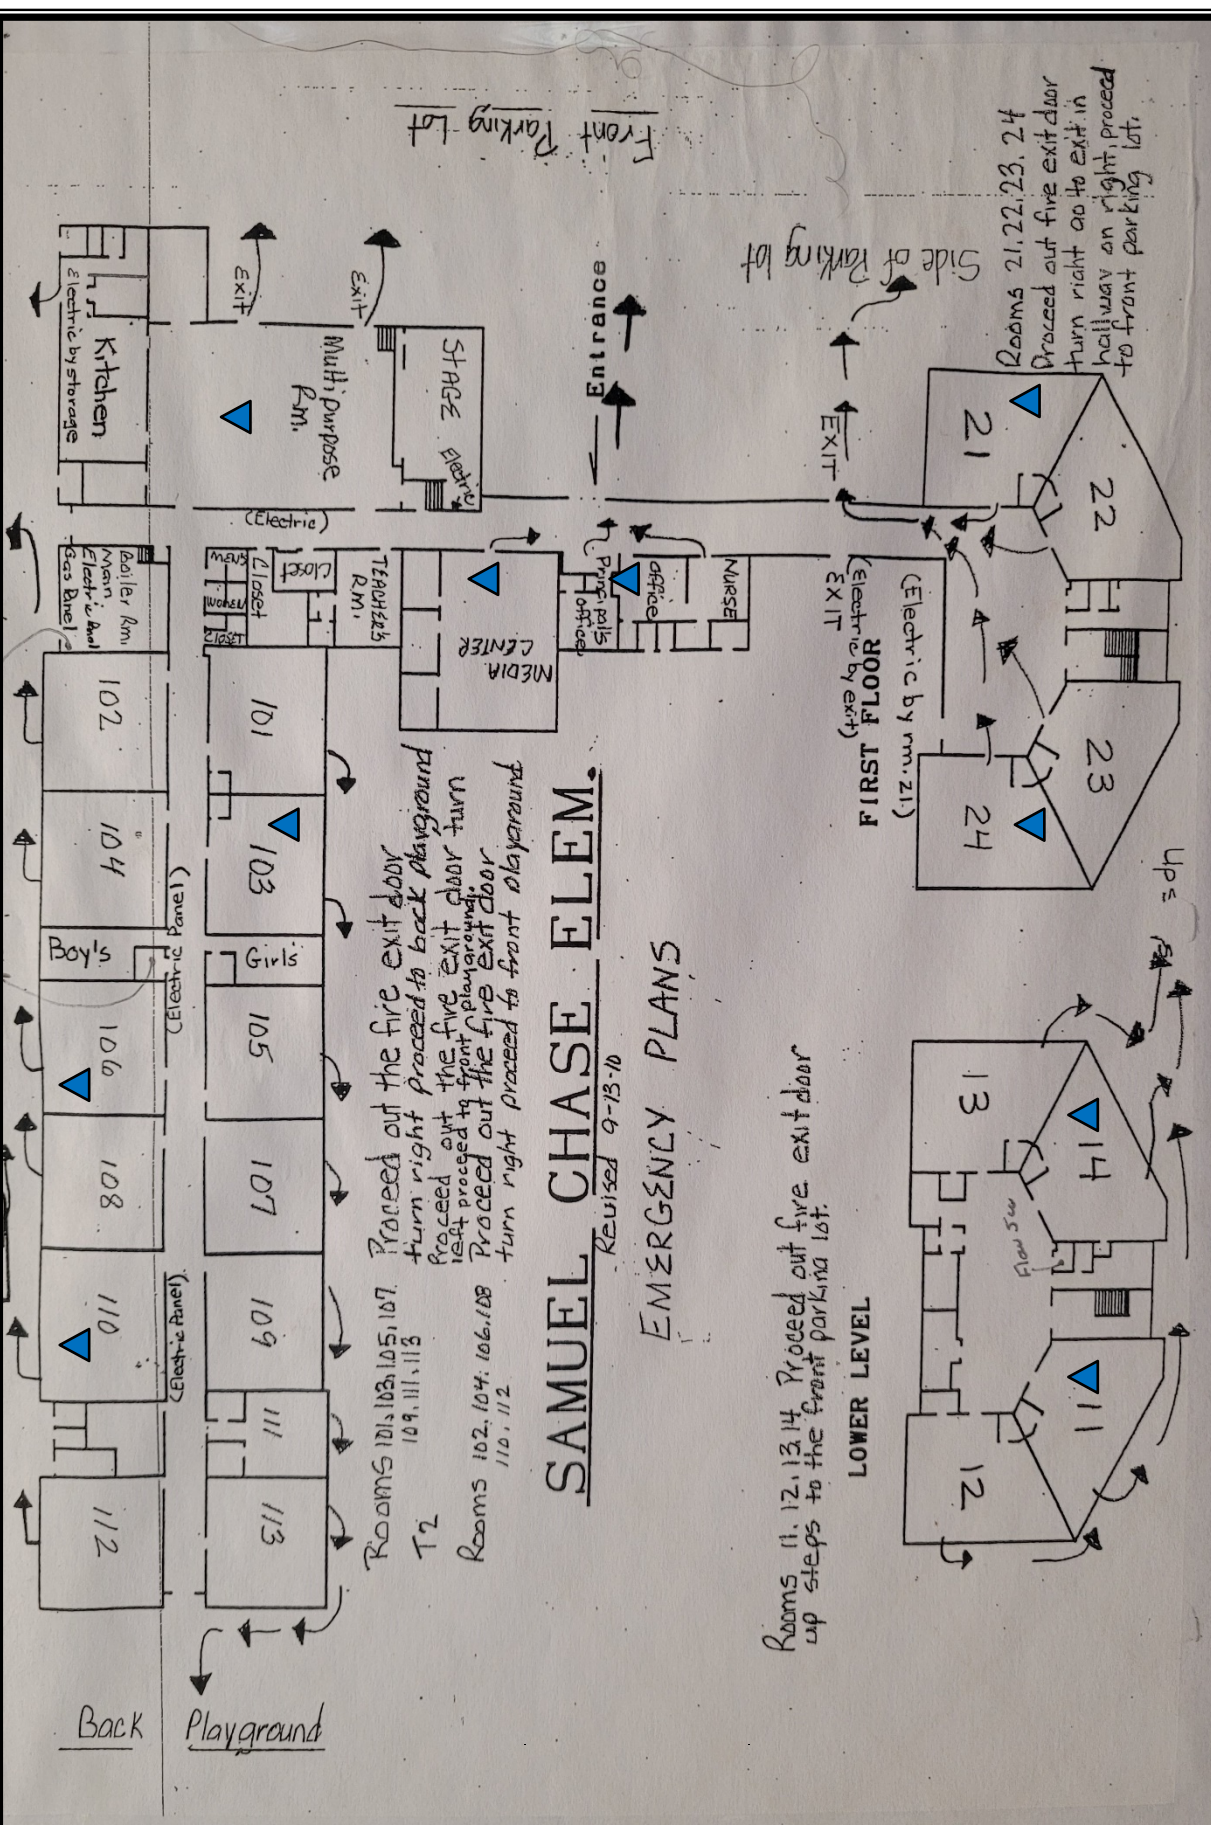 Front Parking Lot
Side of Parking lot
Rooms 21.22.23.24
Proceed out fire exit door
turn right go to exit in
hallway on right, proceed
to front parking lot.
Exit
Exit
Entrance
EXIT
Kitchen
Electric by storage
Multipurpose
Rm.
STAGE
Electric
(Electric)
21
22
23
24
Boiler Rm.
Main
Electric Panel
Gas Panel
MENS
WOMEN
Closet
Closet
TEACHER'S
RM.
MEDIA
CENTER
Principals
office
office
NURSE
EXIT
(Electric by exit)
FIRST FLOOR
(Electric by rm. 21)
102
104
Boy's
106
108
110
112
(Electric Panel)
(Electric Panel)
101
103
Girls
105
107
109
111
113
Rooms 101, 103, 105, 107.
109, 111, 113
Proceed out the fire exit door
turn right proceed to back playground
T2
Proceed out the fire exit door turn
left proceed to front playground.
Rooms 102.104.106.108
110, 112
Proceed out the fire exit door
turn right proceed to front playground
SAMUEL CHASE ELEM.
Revised 9-13-10
EMERGENCY PLANS
Rooms 11. 12. 13. 14 Proceed out fire exit door
up steps to the front parking lot.
LOWER LEVEL
Up
13
14
12
11
Back Playground